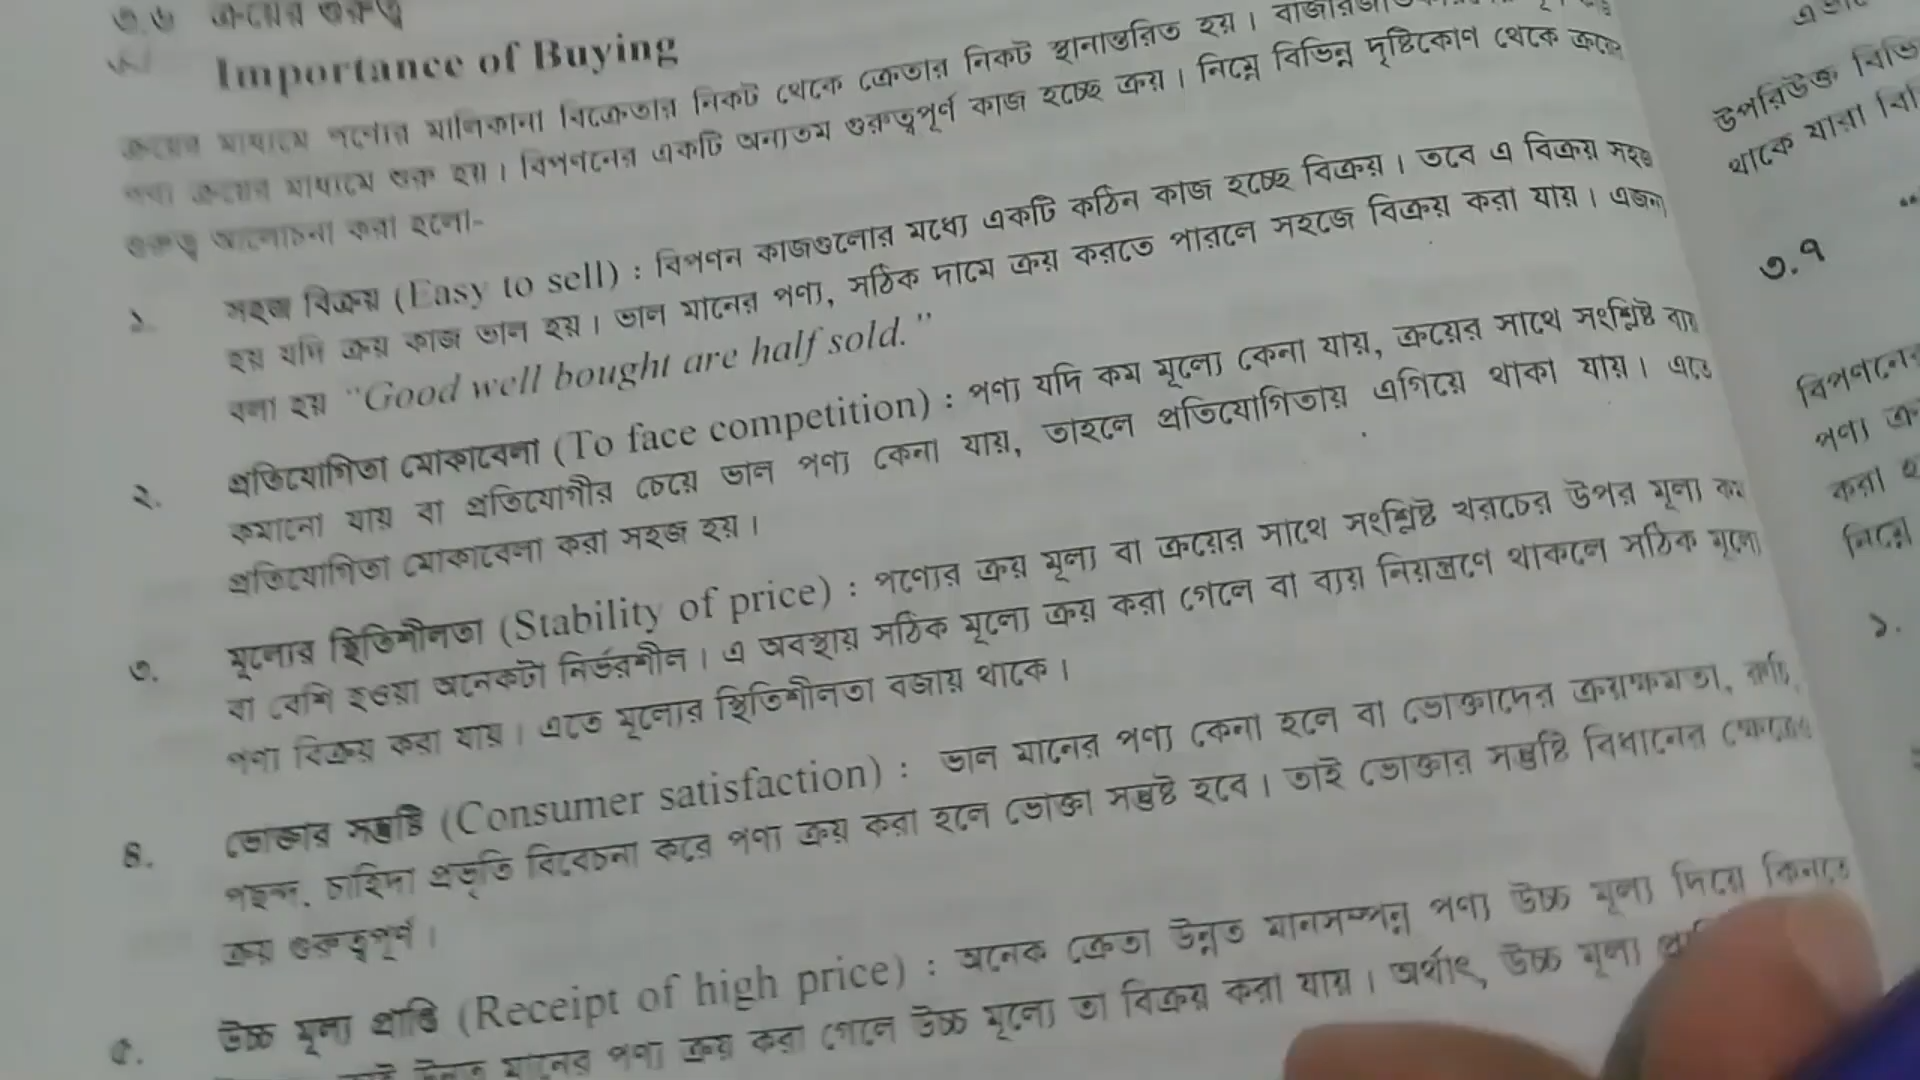 ৩.৬ ক্রয়ের গুরুত্ব
Importance of Buying
ক্রয়ের মাধ্যমে পণ্যের মালিকানা বিক্রেতার নিকট থেকে ক্রেতার নিকট স্থানান্তরিত হয়।
পণ্য ক্রয়ের মাধ্যমে শুরু হয়। বিপণনের একটি অন্যতম গুরুত্বপূর্ণ কাজ হচ্ছে ক্রয়। নিম্নে বিভিন্ন দৃষ্টিকোণ থেকে ক্রয়ের
গুরুত্ব আলোচনা করা হলো-
১. সহজ বিক্রয় (Easy to sell) : বিপণন কাজগুলোর মধ্যে একটি কঠিন কাজ হচ্ছে বিক্রয়। তবে এ বিক্রয় সহজ
হয় যদি ক্রয় কাজ ভাল হয়। ভাল মানের পণ্য, সঠিক দামে ক্রয় করতে পারলে সহজে বিক্রয় করা যায়। এজন্য
বলা হয় “Good well bought are half sold.”
২. প্রতিযোগিতা মোকাবেলা (To face competition) : পণ্য যদি কম মূল্যে কেনা যায়, ক্রয়ের সাথে সংশ্লিষ্ট ব্যয়
কমানো যায় বা প্রতিযোগীর চেয়ে ভাল পণ্য কেনা যায়, তাহলে প্রতিযোগিতায় এগিয়ে থাকা যায়। এতে
প্রতিযোগিতা মোকাবেলা করা সহজ হয়।
৩. মূল্যের স্থিতিশীলতা (Stability of price) : পণ্যের ক্রয় মূল্য বা ক্রয়ের সাথে সংশ্লিষ্ট খরচের উপর মূল্য কম
বা বেশি হওয়া অনেকটা নির্ভরশীল। এ অবস্থায় সঠিক মূল্যে ক্রয় করা গেলে বা ব্যয় নিয়ন্ত্রণে থাকলে সঠিক মূল্যে
পণ্য বিক্রয় করা যায়। এতে মূল্যের স্থিতিশীলতা বজায় থাকে।
৪. ভোক্তার সন্তুষ্টি (Consumer satisfaction) : ভাল মানের পণ্য কেনা হলে বা ভোক্তাদের ক্রয়ক্ষমতা, রুচি,
পছন্দ, চাহিদা প্রভৃতি বিবেচনা করে পণ্য ক্রয় করা হলে ভোক্তা সন্তুষ্ট হবে। তাই ভোক্তার সন্তুষ্টি বিধানের ক্ষেত্রেও
ক্রয় গুরুত্বপূর্ণ।
৫. উচ্চ মূল্য প্রাপ্তি (Receipt of high price) : অনেক ক্রেতা উন্নত মানসম্পন্ন পণ্য উচ্চ মূল্য দিয়ে কিনতে
উন্নত মানের পণ্য ক্রয় করা গেলে উচ্চ মূল্যে তা বিক্রয় করা যায়। অর্থাৎ, উচ্চ মূল্য
উপরিউক্ত
থাকে যারা
৩.৭
বিপণনের
পণ্য
করা
নিম্নে
১.